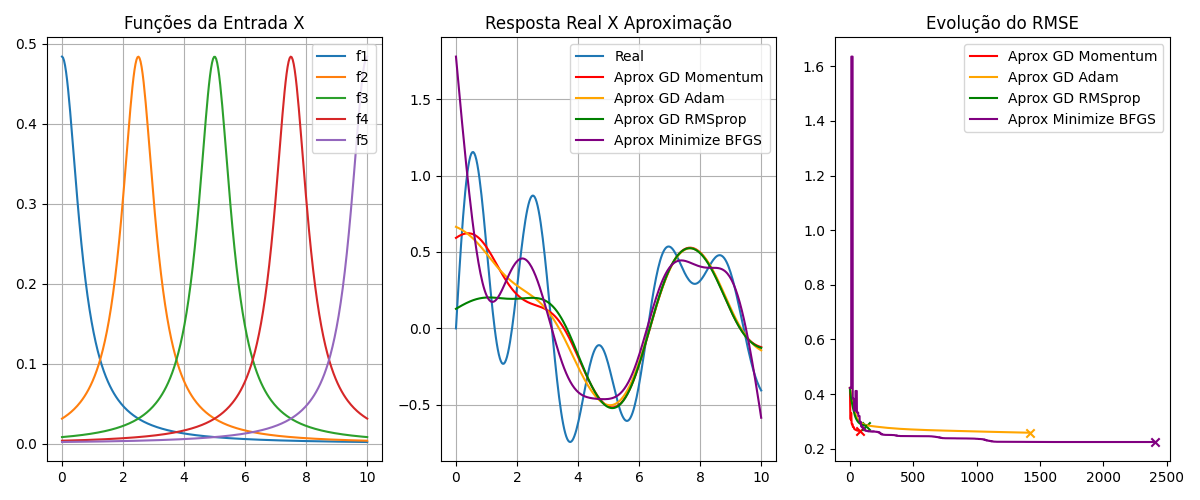 Funções da Entrada X
0.5
0.4
0.3
0.2
0.1
0.0
0 2 4 6 8 10
f1
f2
f3
f4
f5
Resposta Real X Aproximação
1.5
1.0
0.5
0.0
−0.5
0 2 4 6 8 10
Real
Aprox GD Momentum
Aprox GD Adam
Aprox GD RMSprop
Aprox Minimize BFGS
Evolução do RMSE
1.6
1.4
1.2
1.0
0.8
0.6
0.4
0.2
0 500 1000 1500 2000 2500
Aprox GD Momentum
Aprox GD Adam
Aprox GD RMSprop
Aprox Minimize BFGS